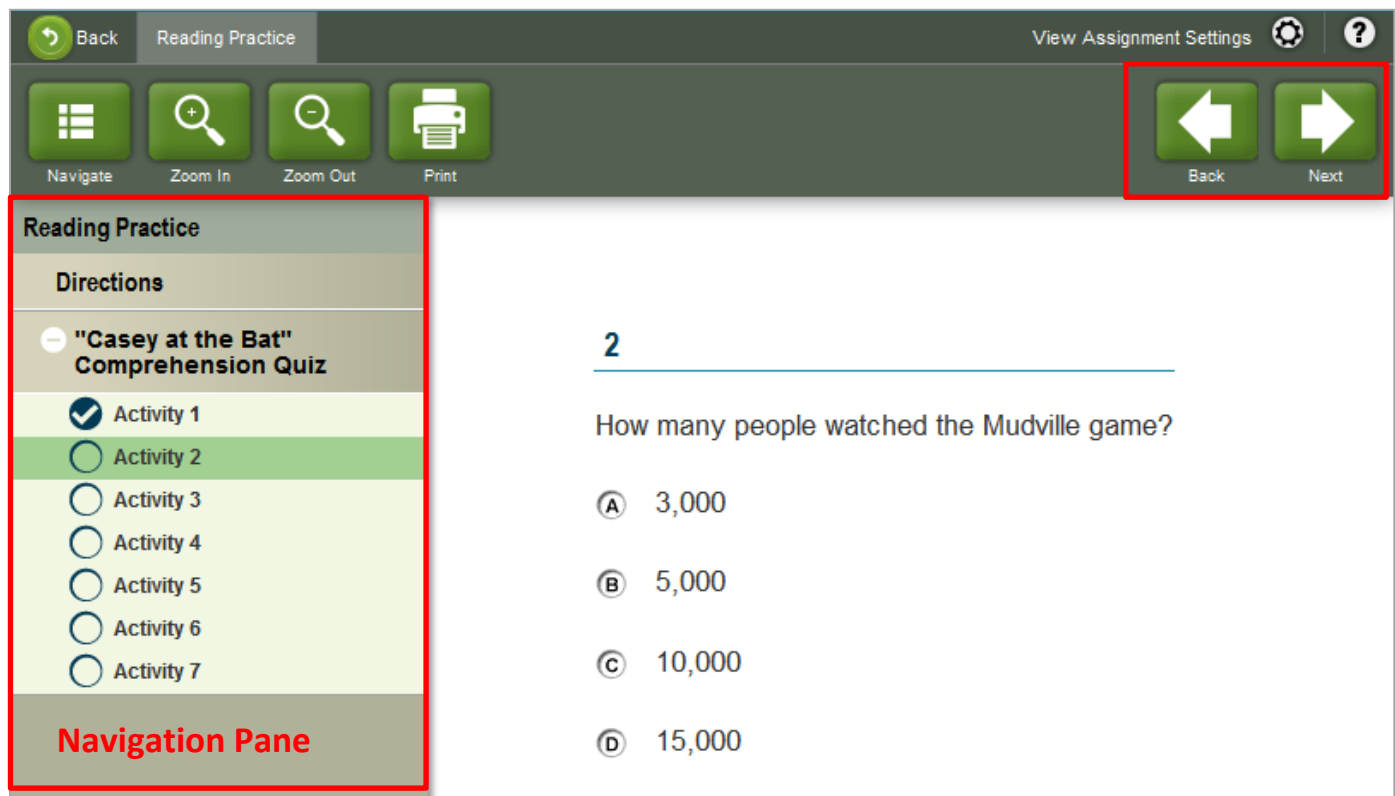 Back Reading Practice View Assignment Settings ?
Navigate Zoom In Zoom Out Print Back Next
Reading Practice
Directions
"Casey at the Bat"
Comprehension Quiz
Activity 1
Activity 2
Activity 3
Activity 4
Activity 5
Activity 6
Activity 7
Navigation Pane
2
How many people watched the Mudville game?
A 3,000
B 5,000
C 10,000
D 15,000